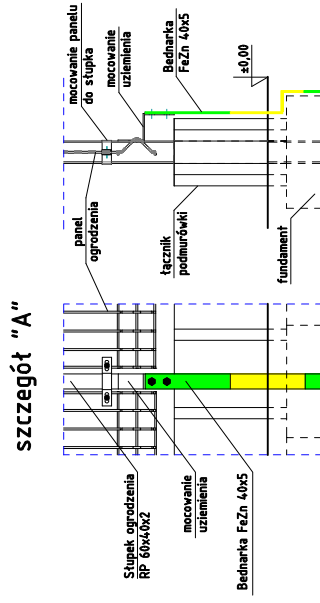 szczegół "A"
mocowanie panelu
do słupka
mocowanie
uziemienia
Bednarka
FeZn 40x5
±0,00
panel
ogrodzenia
łącznik
podmurówki
fundament
Słupek ogrodzenia
RP 60x40x2
mocowanie
uziemienia
Bednarka FeZn 40x5